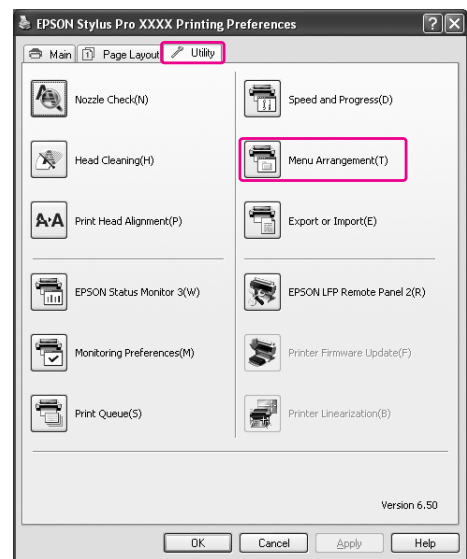 EPSON Stylus Pro XXXX Printing Preferences
Main
Page Layout
Utility
Nozzle Check(N)
Speed and Progress(D)
Head Cleaning(H)
Menu Arrangement(T)
A A Print Head Alignment(P)
Export or Import(E)
EPSON Status Monitor 3(W)
EPSON LFP Remote Panel 2(R)
Monitoring Preferences(M)
Printer Firmware Update(F)
Print Queue(S)
Printer Linearization(B)
Version 6.50
OK
Cancel
Apply
Help